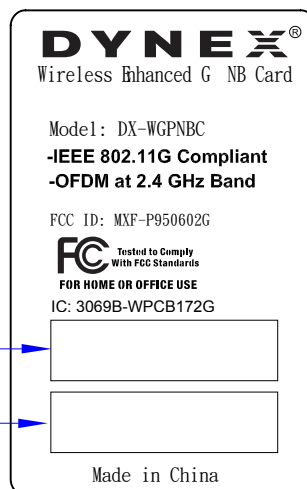 DYNEX®
Wireless Enhanced G NB Card
Model: DX-WGPNBC
-IEEE 802.11G Compliant
-OFDM at 2.4 GHz Band
FCC ID: MXF-P950602G
FC Tested to Comply
With FCC Standards
FOR HOME OR OFFICE USE
IC: 3069B-WPCB172G
Made in China